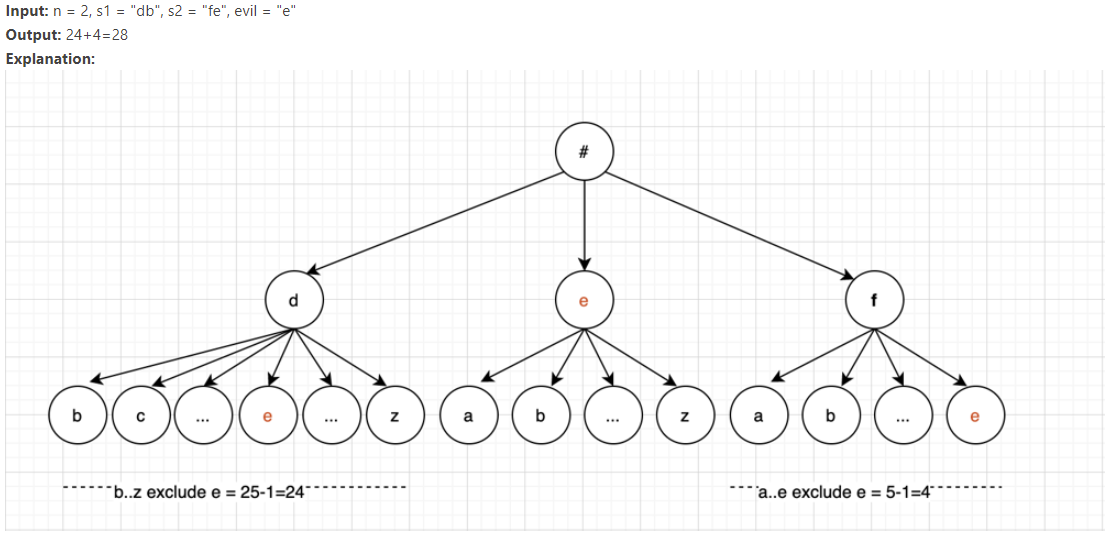 Input: n = 2, s1 = "db", s2 = "fe", evil = "e"
Output: 24+4=28
Explanation:
#
d e f
b c ... e ... z a b ... z a b ... e
b..z exclude e = 25-1=24 a..e exclude e = 5-1=4